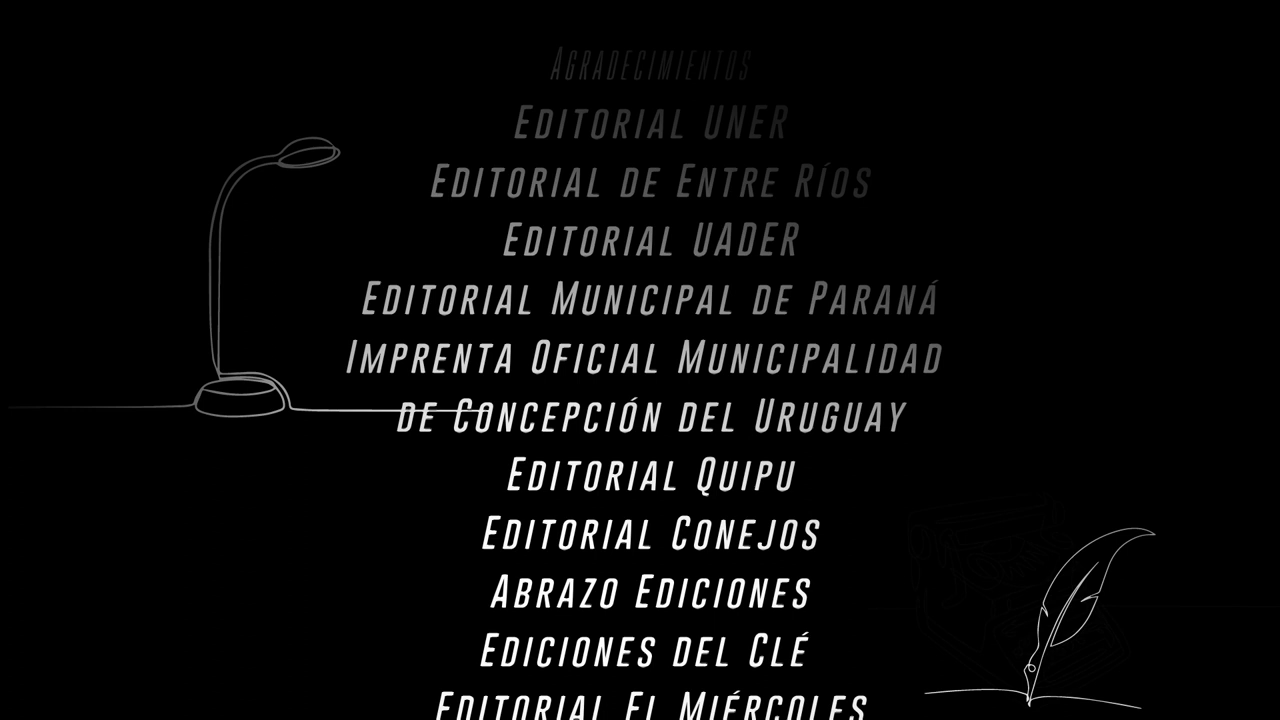 Agradecimientos
Editorial UNER
Editorial de Entre Ríos
Editorial UADER
Editorial Municipal de Paraná
Imprenta Oficial Municipalidad
de Concepción del Uruguay
Editorial Quipu
Editorial Conejos
Abrazo Ediciones
Ediciones del Clé
Editorial El Miércoles